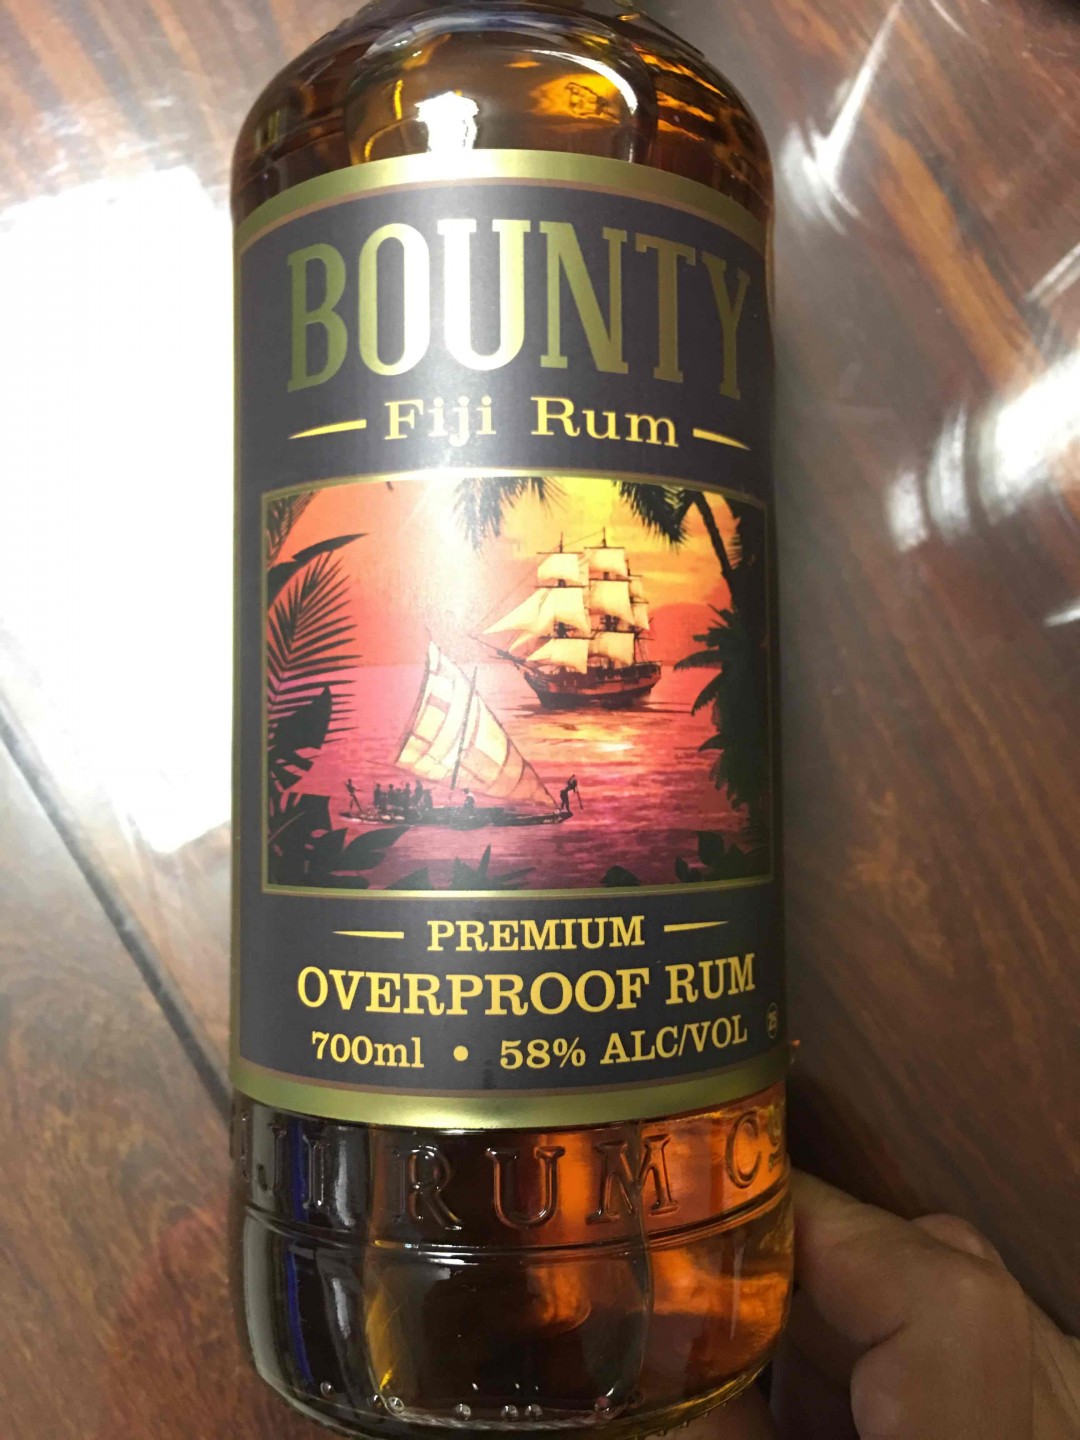 BOUNTY
Fiji Rum
PREMIUM
OVERPROOF RUM
700ml • 58% ALC/VOL
RUM